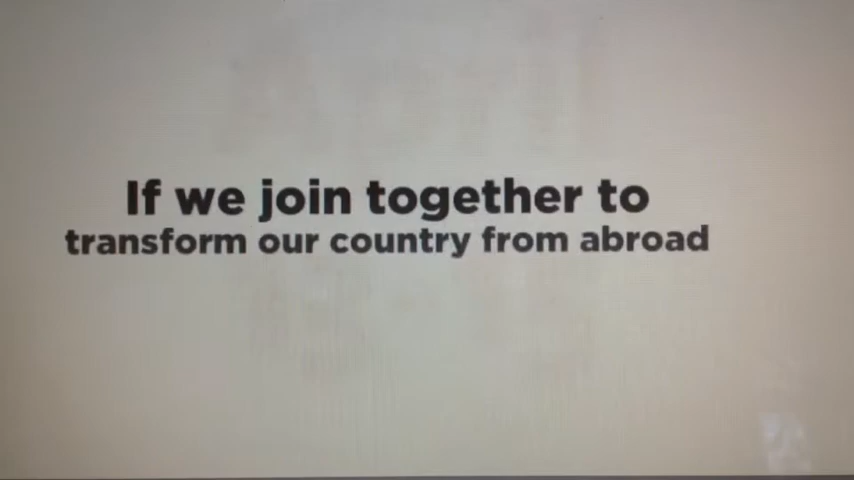 If we join together to
transform our country from abroad